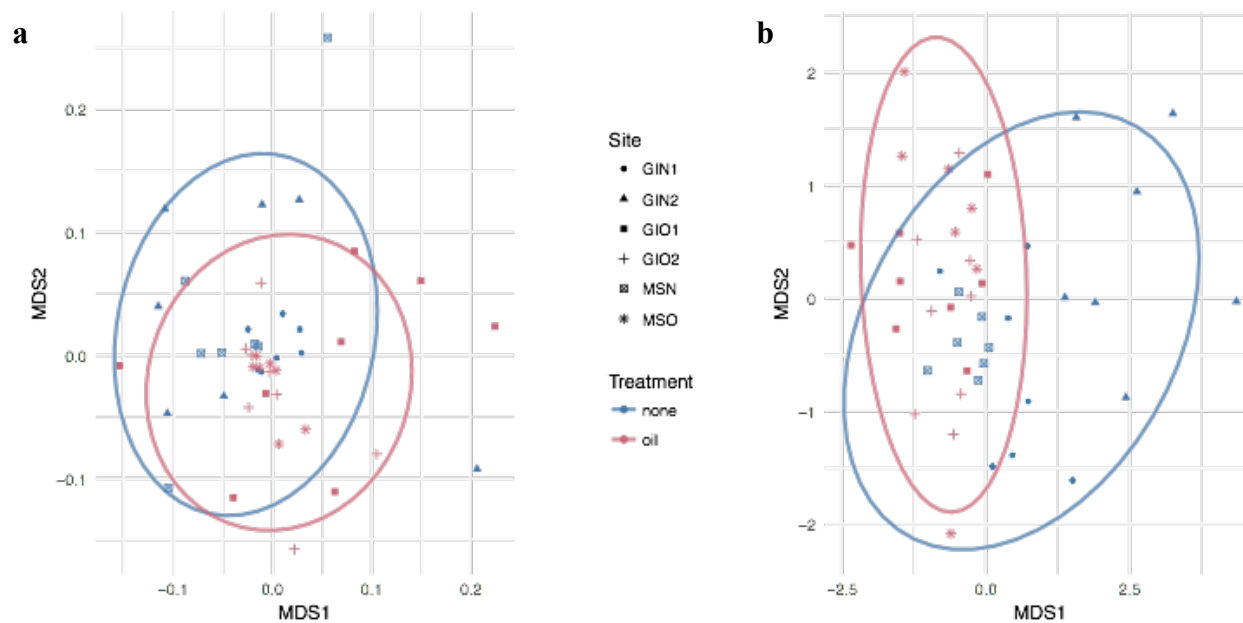 a
0.2
0.1
0.0
−0.1
MDS2
−0.1
0.0
0.1
0.2
MDS1
Site
GIN1
GIN2
GIO1
GIO2
MSN
MSO
Treatment
none
oil
b
2
1
0
−1
−2
MDS2
−2.5
0.0
2.5
MDS1